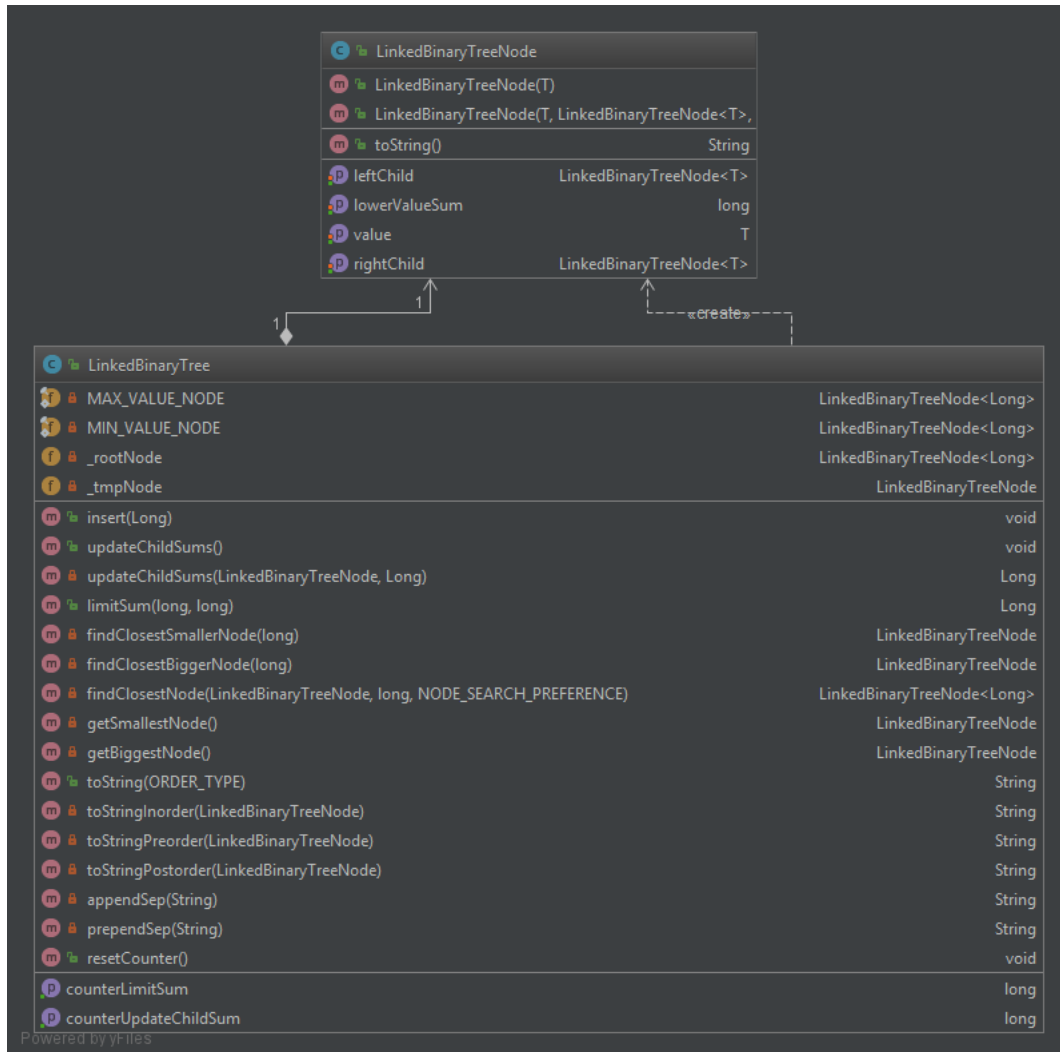 LinkedBinaryTreeNode
LinkedBinaryTreeNode(T)
LinkedBinaryTreeNode(T, LinkedBinaryTreeNode<T>,
toString() String
leftChild LinkedBinaryTreeNode<T>
lowerValueSum long
value T
rightChild LinkedBinaryTreeNode<T>
1
«create»
1
LinkedBinaryTree
MAX_VALUE_NODE LinkedBinaryTreeNode<Long>
MIN_VALUE_NODE LinkedBinaryTreeNode<Long>
_rootNode LinkedBinaryTreeNode<Long>
_tmpNode LinkedBinaryTreeNode
insert(Long) void
updateChildSums() void
updateChildSums(LinkedBinaryTreeNode, Long) Long
limitSum(long, long) Long
findClosestSmallerNode(long) LinkedBinaryTreeNode
findClosestBiggerNode(long) LinkedBinaryTreeNode
findClosestNode(LinkedBinaryTreeNode, long, NODE_SEARCH_PREFERENCE) LinkedBinaryTreeNode<Long>
getSmallestNode() LinkedBinaryTreeNode
getBiggestNode() LinkedBinaryTreeNode
toString(ORDER_TYPE) String
toStringInorder(LinkedBinaryTreeNode) String
toStringPreorder(LinkedBinaryTreeNode) String
toStringPostorder(LinkedBinaryTreeNode) String
appendSep(String) String
prependSep(String) String
resetCounter() void
counterLimitSum long
counterUpdateChildSum long
Powered by yFiles